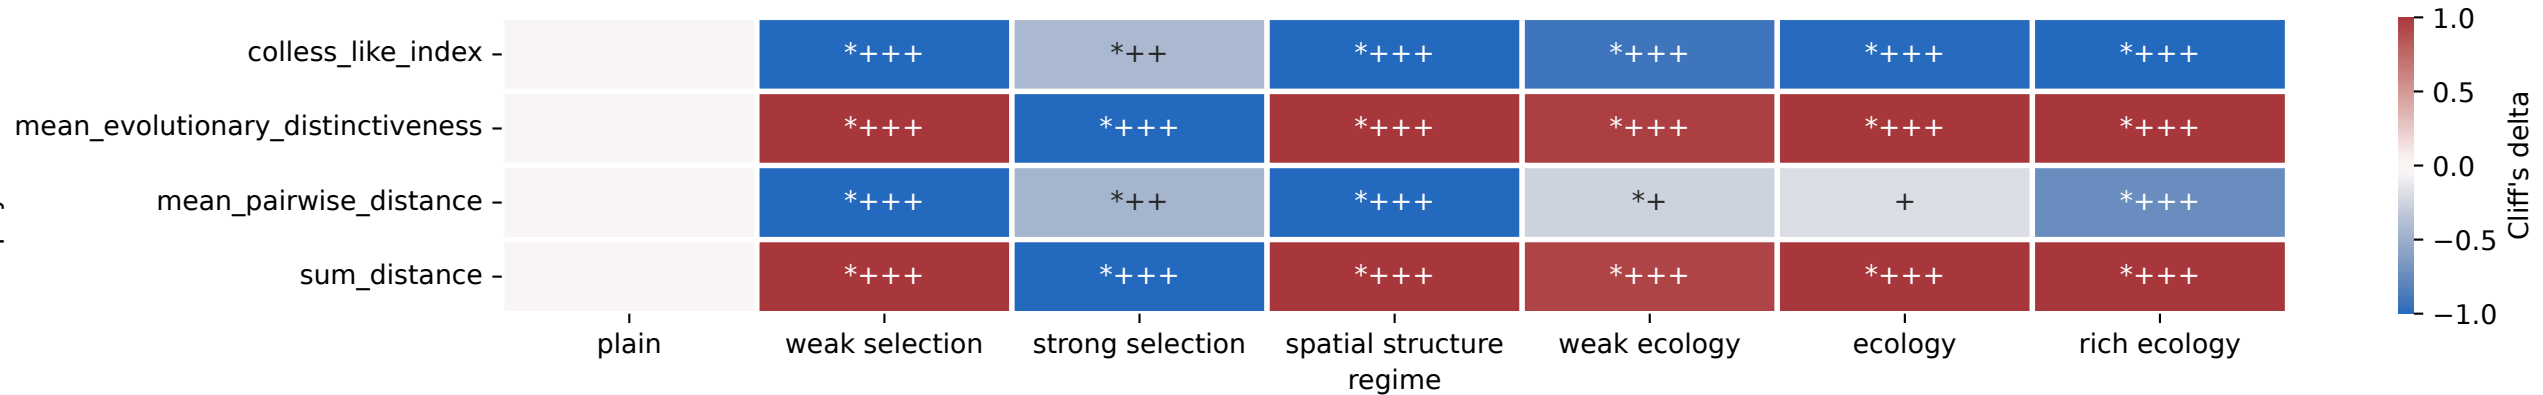 colless_like_index *+++ *++ *+++ *+++ *+++ *+++
mean_evolutionary_distinctiveness *+++ *+++ *+++ *+++ *+++ *+++
mean_pairwise_distance *+++ *++ *+++ *+ + *+++
sum_distance *+++ *+++ *+++ *+++ *+++ *+++
plain weak selection strong selection spatial structure weak ecology ecology rich ecology
regime
1.0
0.5
0.0
−0.5
−1.0
Cliff's delta